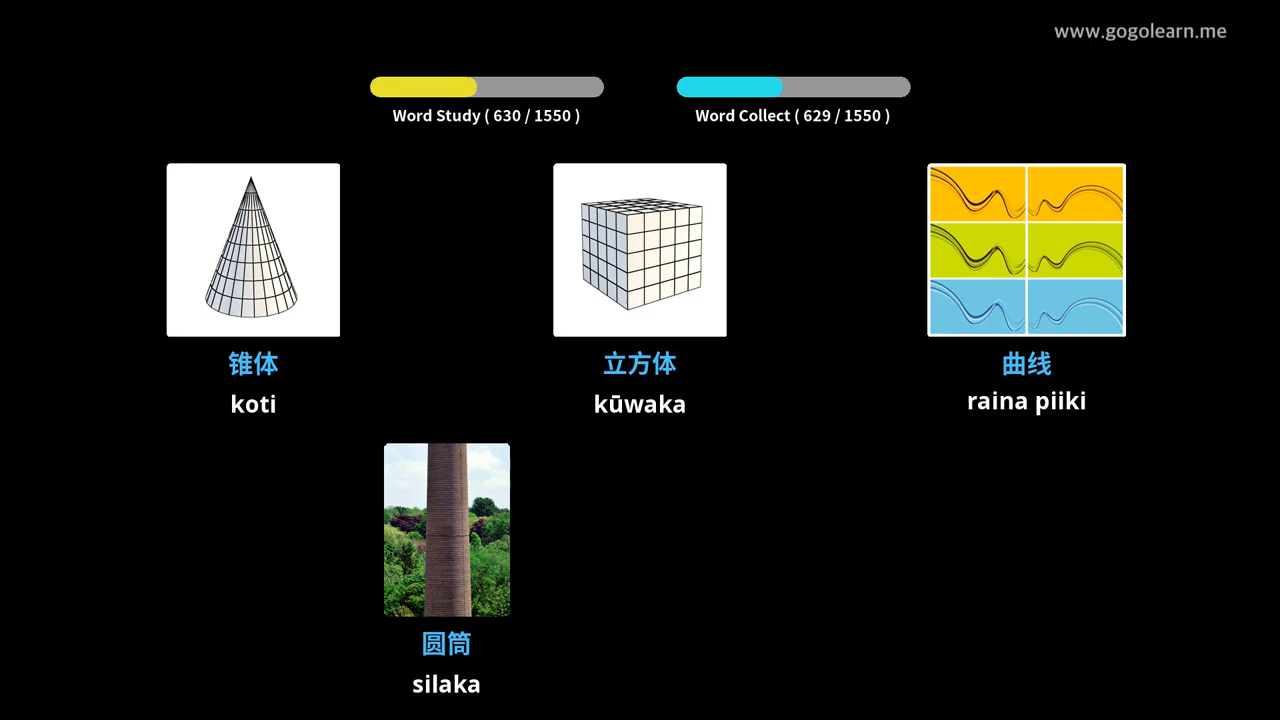 www.gogolearn.me
Word Study ( 630 / 1550 )
Word Collect ( 629 / 1550 )
锥体
koti
立方体
kūwaka
曲线
raina piiki
圆筒
silaka